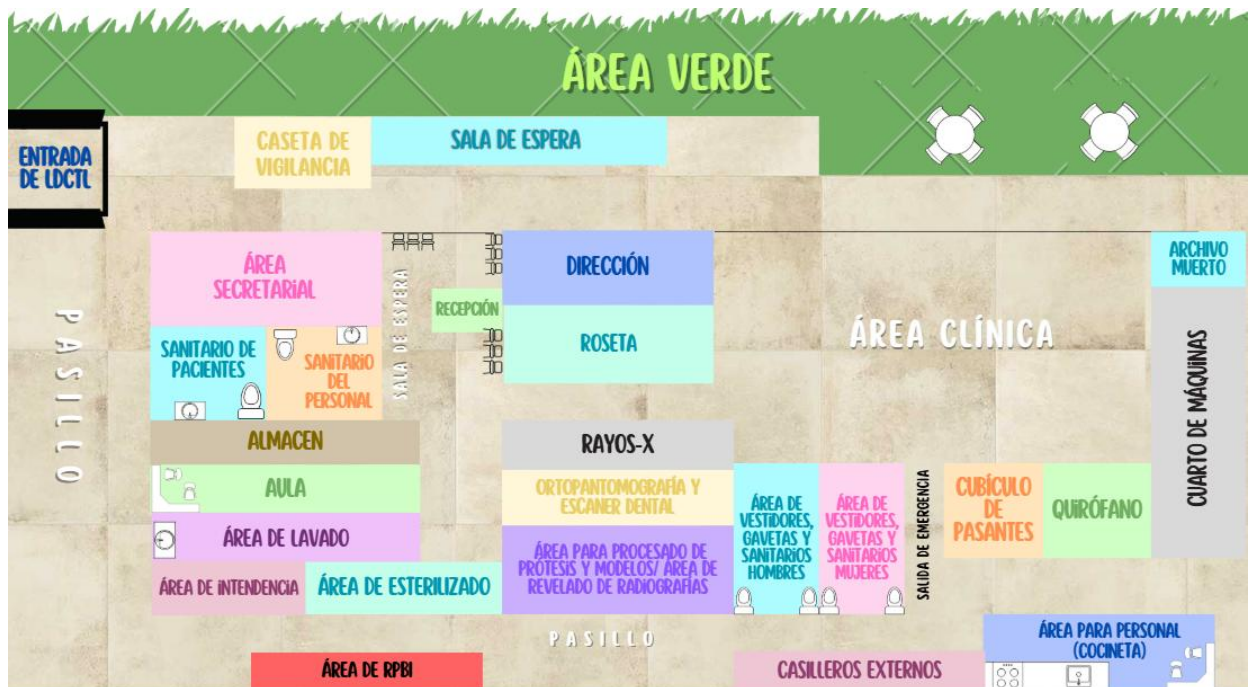 ÁREA VERDE
ENTRADA
DE LDCTL
CASETA DE
VIGILANCIA
SALA DE ESPERA
ÁREA
SECRETARIAL
SALA DE ESPERA
RECEPCIÓN
DIRECCIÓN
ARCHIVO
MUERTO
PASILLO
SANITARIO DE
PACIENTES
SANITARIO
DEL
PERSONAL
ROSETA
ÁREA CLÍNICA
CUARTO DE MÁQUINAS
ALMACEN
RAYOS-X
AULA
ORTOPANTOMOGRAFÍA Y
ESCANER DENTAL
ÁREA DE
VESTIDORES,
GAVETAS Y
SANITARIOS
HOMBRES
ÁREA DE
VESTIDORES,
GAVETAS Y
SANITARIOS
MUJERES
SALIDA DE EMERGENCIA
CUBÍCULO
DE
PASANTES
QUIRÓFANO
ÁREA DE LAVADO
ÁREA PARA PROCESADO DE
PRÓTESIS Y MODELOS/ ÁREA DE
REVELADO DE RADIOGRAFÍAS
ÁREA DE INTENDENCIA
ÁREA DE ESTERILIZADO
PASILLO
ÁREA PARA PERSONAL
(COCINETA)
ÁREA DE RPBI
CASILLEROS EXTERNOS